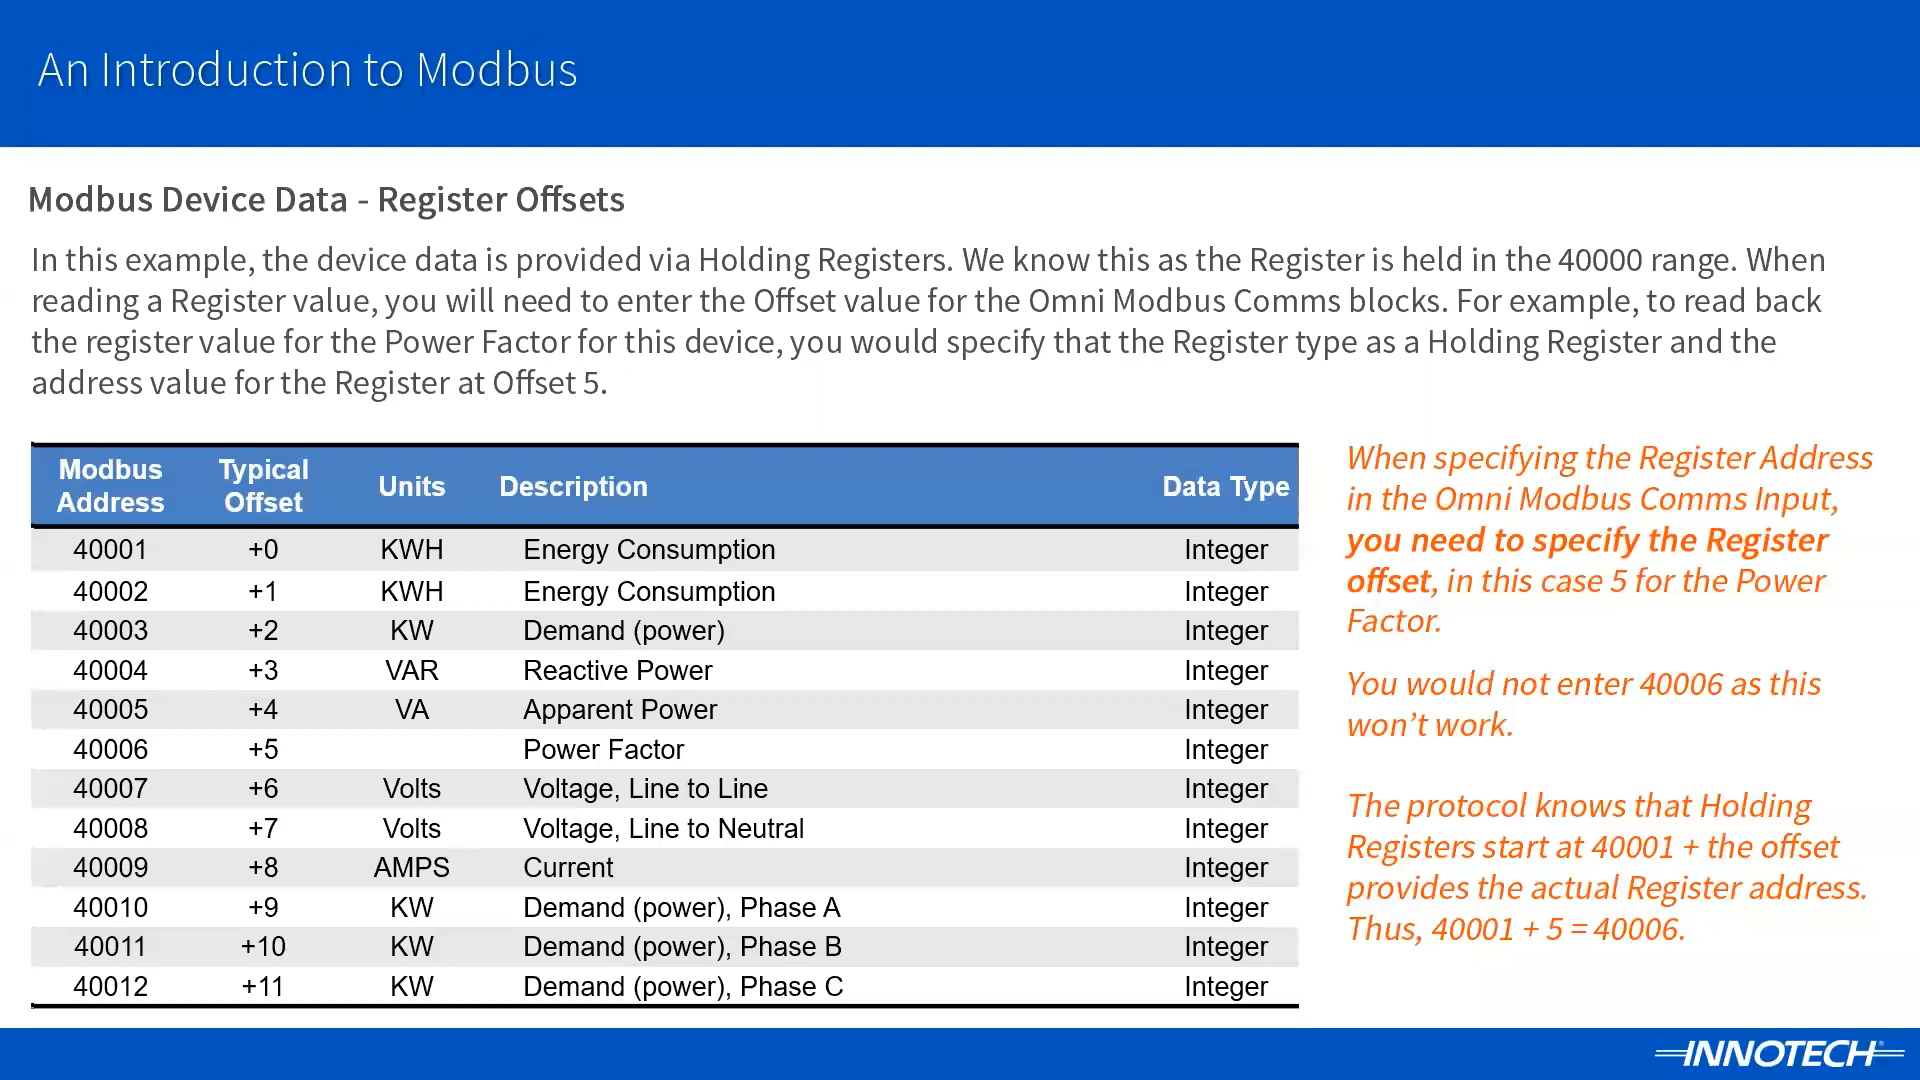 An Introduction to Modbus
Modbus Device Data - Register Offsets
In this example, the device data is provided via Holding Registers. We know this as the Register is held in the 40000 range. When
reading a Register value, you will need to enter the Offset value for the Omni Modbus Comms blocks. For example, to read back
the register value for the Power Factor for this device, you would specify that the Register type as a Holding Register and the
address value for the Register at Offset 5.
Modbus Address Typical Offset Units Description Data Type
40001 +0 KWH Energy Consumption Integer
40002 +1 KWH Energy Consumption Integer
40003 +2 KW Demand (power) Integer
40004 +3 VAR Reactive Power Integer
40005 +4 VA Apparent Power Integer
40006 +5 Power Factor Integer
40007 +6 Volts Voltage, Line to Line Integer
40008 +7 Volts Voltage, Line to Neutral Integer
40009 +8 AMPS Current Integer
40010 +9 KW Demand (power), Phase A Integer
40011 +10 KW Demand (power), Phase B Integer
40012 +11 KW Demand (power), Phase C Integer
When specifying the Register Address
in the Omni Modbus Comms Input,
you need to specify the Register
offset, in this case 5 for the Power
Factor.
You would not enter 40006 as this
won't work.
The protocol knows that Holding
Registers start at 40001 + the offset
provides the actual Register address.
Thus, 40001 + 5 = 40006.
INNOTECH